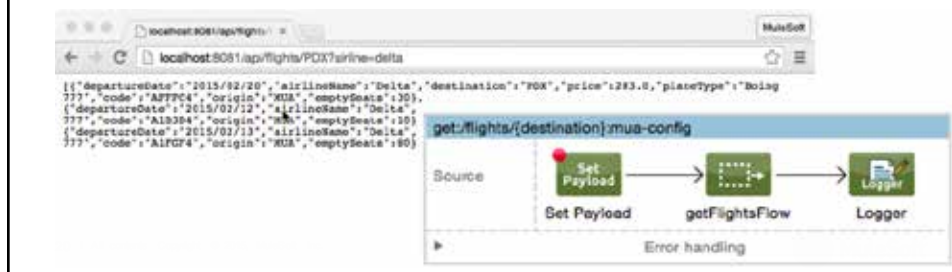 localhost:8081/api/flights/
MuleSoft
localhost:8081/api/flights/PDX?airline=delta
[{"departureDate":"2015/02/20","airlineName":"Delta","destination":"PDX","price":283.0,"planeType":"Boing
777","code":"A2FFC4","origin":"MUA","emptySeats":30},
{"departureDate":"2015/02/12","airlineName":"Delta"
777","code":"A1B3D4","origin":"MUA","emptySeats":10}
{"departureDate":"2015/02/13","airlineName":"Delta",
777","code":"A1FGF4","origin":"MUA","emptySeats":80}
get:/flights/{destination}:mua-config
Source
Set
Payload
Logger
Set Payload
getFlightsFlow
Logger
Error handling